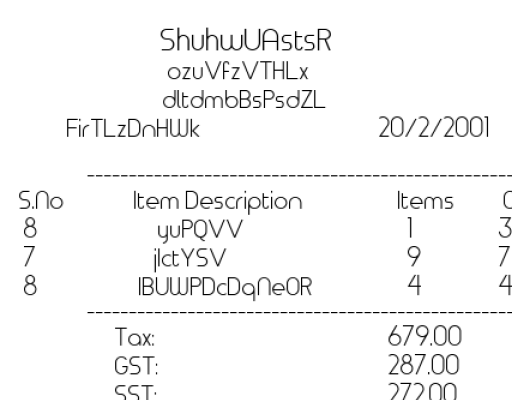 ShuhwUAstsR
ozuVfzVTHLx
dltdmbBsPsdZL
FirTLzDnHWk 20/2/2001
S.No Item Description Items
8 yuPQVV 1 3
7 jIctYSV 9 7
8 IBUWPDcDqNe0R 4 4
Tax: 679.00
GST: 287.00
SST: 272.00